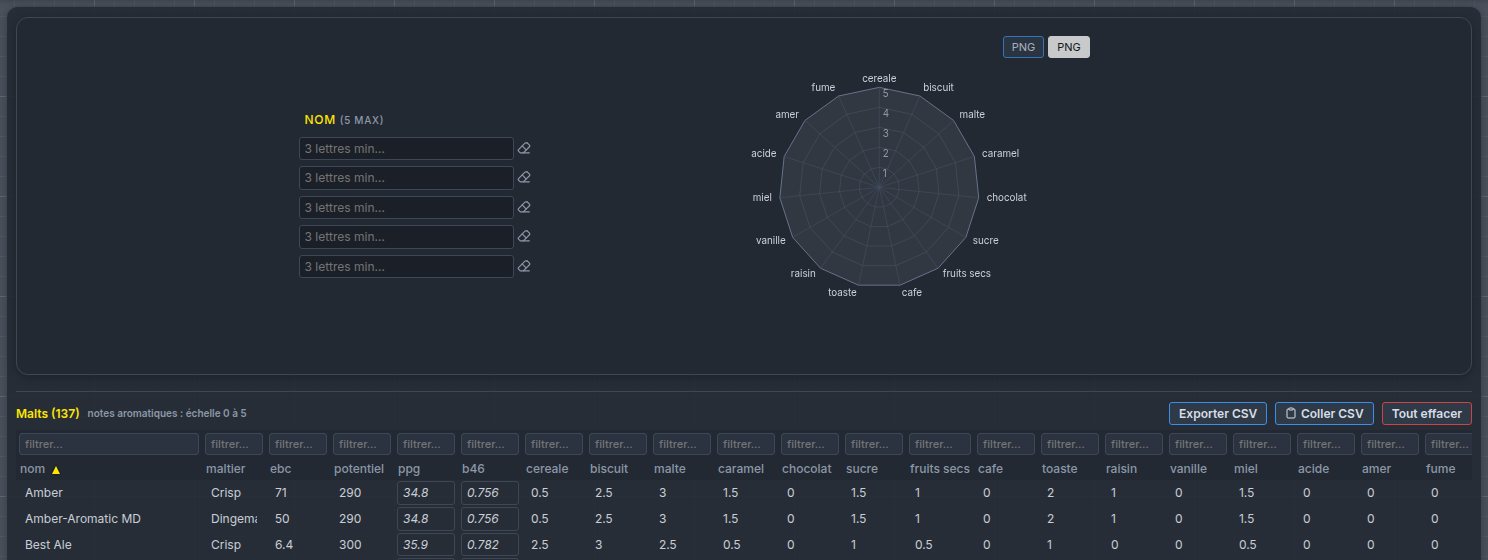 PNG PNG
cereale
fume biscuit
amer malte
acide caramel
miel chocolat
vanille sucre
raisin fruits secs
toaste cafe
5
4
3
2
1
NOM (5 MAX)
3 lettres min...
3 lettres min...
3 lettres min...
3 lettres min...
3 lettres min...
Malts (137) notes aromatiques : échelle 0 à 5 Exporter CSV Coller CSV Tout effacer
filtrer... filtrer... filtrer... filtrer... filtrer... filtrer... filtrer... filtrer... filtrer... filtrer... filtrer... filtrer... filtrer... filtrer... filtrer... filtrer... filtrer... filtrer... filtrer... filtrer... filtrer...
nom ▲ maltier ebc potentiel ppg b46 cereale biscuit malte caramel chocolat sucre fruits secs cafe toaste raisin vanille miel acide amer fume
Amber Crisp 71 290 34.8 0.756 0.5 2.5 3 1.5 0 1.5 1 0 2 1 0 1.5 0 0 0
Amber-Aromatic MD Dingema 50 290 34.8 0.756 0.5 2.5 3 1.5 0 1.5 1 0 2 1 0 1.5 0 0 0
Best Ale Crisp 6.4 300 35.9 0.782 2.5 3 2.5 0.5 0 1 0.5 0 1 0 0 0.5 0 0 0